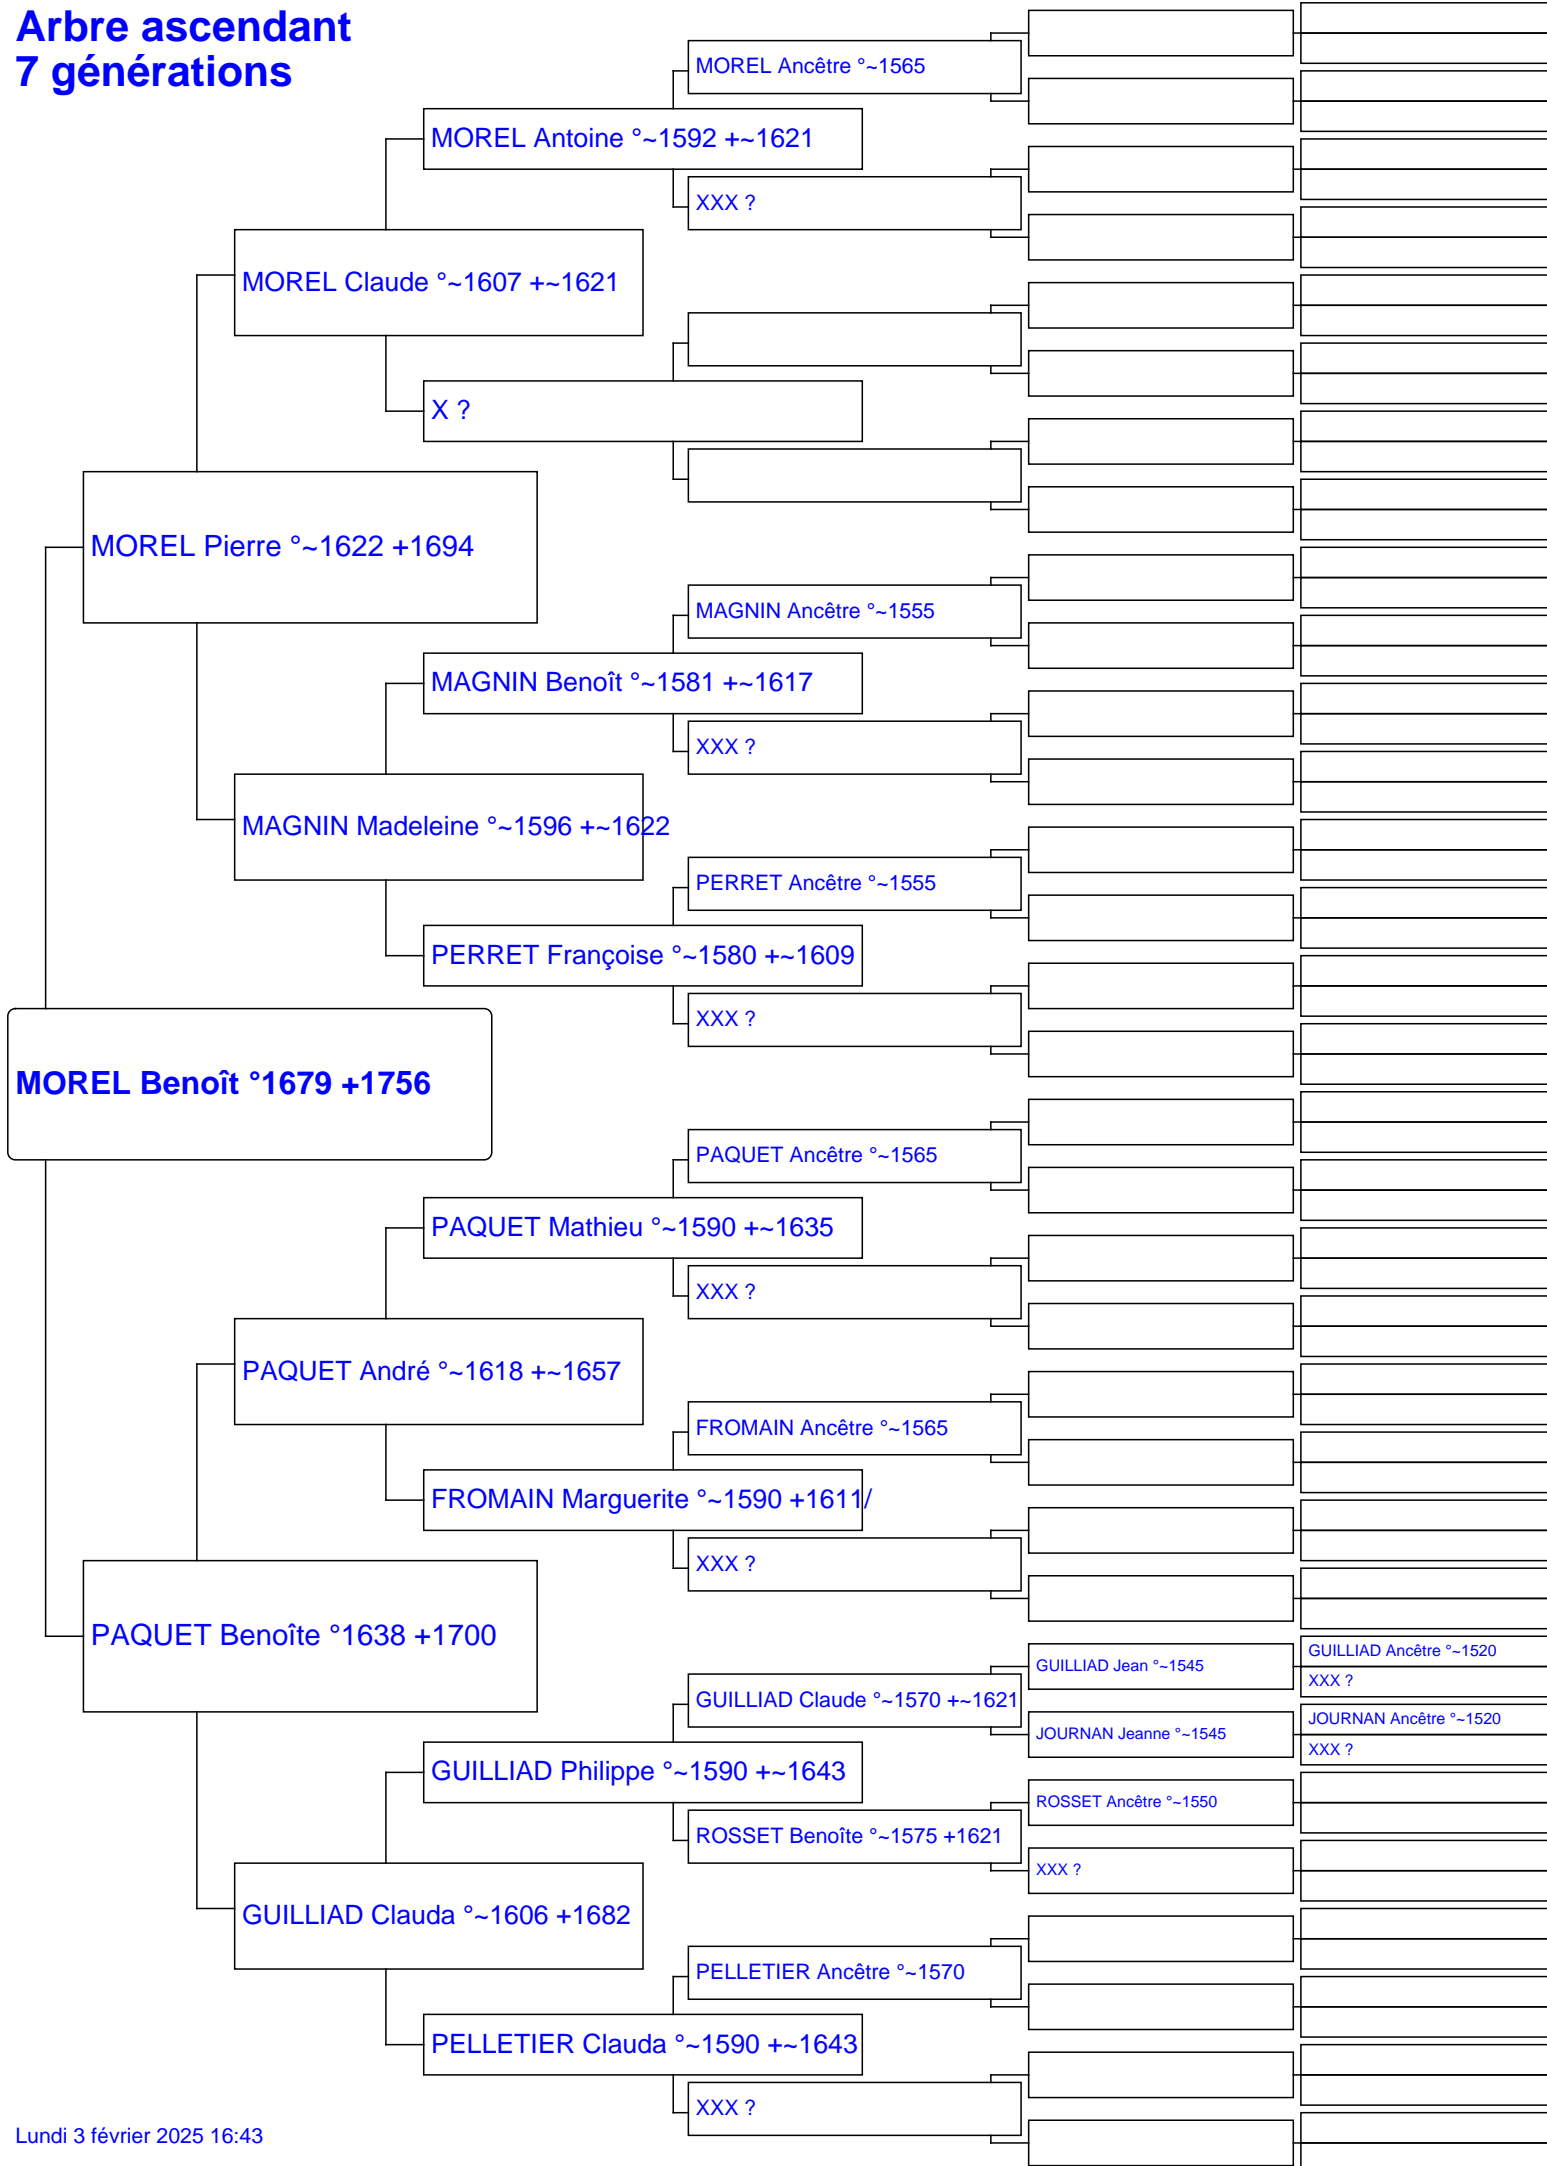 Arbre ascendant
7 générations
MOREL Ancêtre °~1565
MOREL Antoine °~1592 +~1621
XXX ?
MOREL Claude °~1607 +~1621
X ?
MOREL Pierre °~1622 +1694
MAGNIN Ancêtre °~1555
MAGNIN Benoît °~1581 +~1617
XXX ?
MAGNIN Madeleine °~1596 +~1622
PERRET Ancêtre °~1555
PERRET Françoise °~1580 +~1609
XXX ?
MOREL Benoît °1679 +1756
PAQUET Ancêtre °~1565
PAQUET Mathieu °~1590 +~1635
XXX ?
PAQUET André °~1618 +~1657
FROMAIN Ancêtre °~1565
FROMAIN Marguerite °~1590 +1611/
XXX ?
PAQUET Benoîte °1638 +1700
GUILLIAD Ancêtre °~1520
GUILLIAD Jean °~1545
XXX ?
GUILLIAD Claude °~1570 +~1621
JOURNAN Ancêtre °~1520
JOURNAN Jeanne °~1545
XXX ?
GUILLIAD Philippe °~1590 +~1643
ROSSET Ancêtre °~1550
ROSSET Benoîte °~1575 +1621
XXX ?
GUILLIAD Clauda °~1606 +1682
PELLETIER Ancêtre °~1570
PELLETIER Clauda °~1590 +~1643
XXX ?
Lundi 3 février 2025 16:43